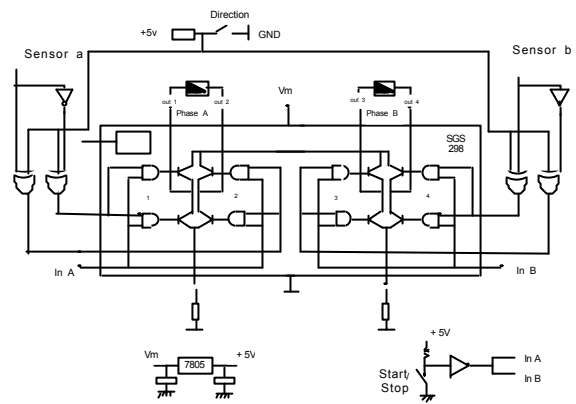 Direction
+5v
GND
Sensor a
Sensor b
out 1
out 2
Vm
out 3
out 4
Phase A
Phase B
SGS
298
1
2
3
4
In A
In B
Vm
7805
+ 5V
+ 5V
Start/
Stop
In A
In B